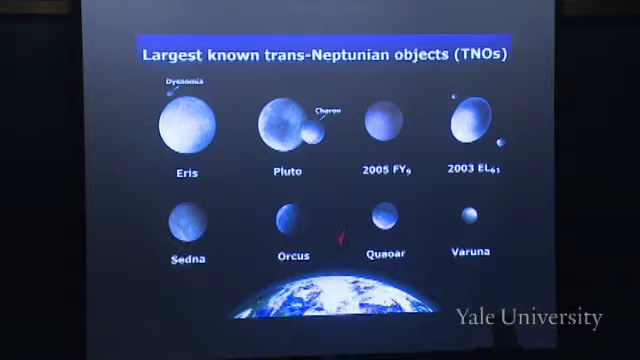 Largest known trans-Neptunian objects (TNOs)
Dysnomia
Charon
Eris
Pluto
2005 FY₉
2003 EL₆₁
Sedna
Orcus
Quaoar
Varuna
Yale University